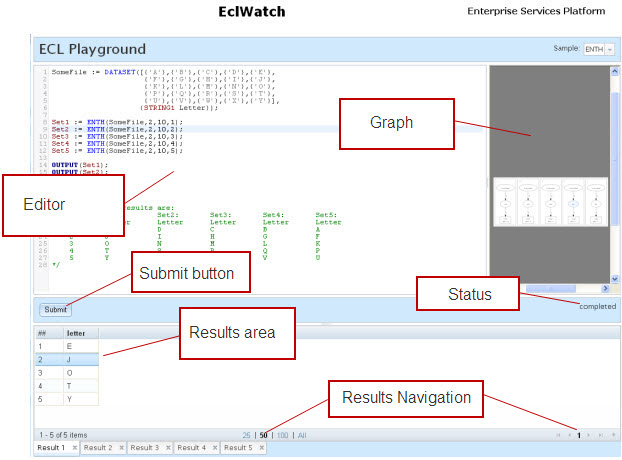 EclWatch
Enterprise Services Platform
ECL Playground
Sample: ENTH
1 SomeFile := DATASET([{'A'},{'B'},{'C'},{'D'},{'E'},
2 {'F'},{'G'},{'H'},{'I'},{'J'},
3 {'K'},{'L'},{'M'},{'N'},{'O'},
4 {'P'},{'Q'},{'R'},{'S'},{'T'},
5 {'U'},{'V'},{'W'},{'X'},{'Y'}],
6 {STRING1 Letter});
7
8 Set1 := ENTH(SomeFile,2,10,1);
9 Set2 := ENTH(SomeFile,2,10,2);
10 Set3 := ENTH(SomeFile,2,10,3);
11 Set4 := ENTH(SomeFile,2,10,4);
12 Set5 := ENTH(SomeFile,2,10,5);
13
14 OUTPUT(Set1);
15 OUTPUT(Set2);
Graph
Editor
results are:
Set2: Set3: Set4: Set5:
Letter Letter Letter Letter
D C B A
I H G F
3 O N M L K
4 T Q P
5 Y V U
28 */
Submit button
Status
Submit
completed
Results area
## letter
1 E
2 J
3 O
4 T
5 Y
Results Navigation
1 - 5 of 5 items
25 | 50 | 100 | All
1
Result 1 Result 2 Result 3 Result 4 Result 5